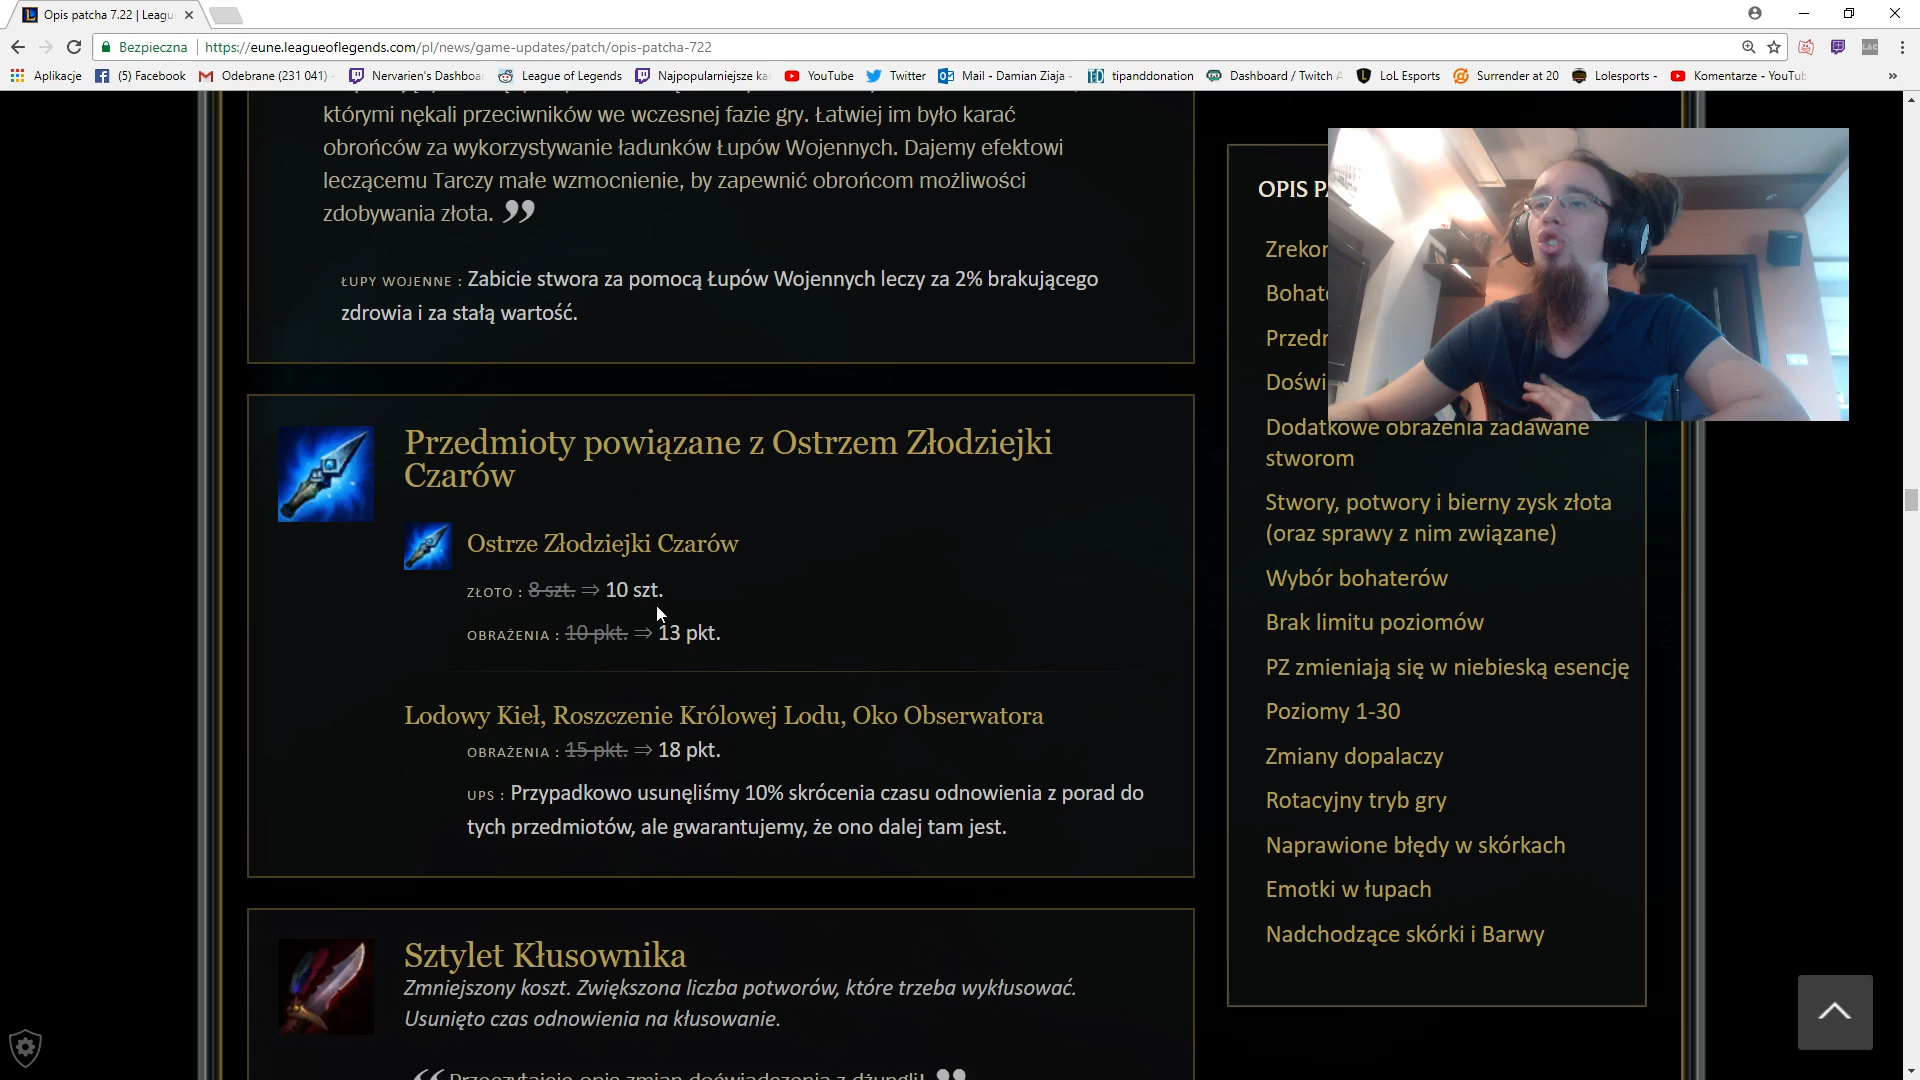 Opis patcha 7.22 | Leagu
Bezpieczna
https://eune.leagueoflegends.com/pl/news/game-updates/patch/opis-patcha-722
Aplikacje
(5) Facebook
Odebrane (231 041) -
Nervarien's Dashboa
League of Legends
Najpopularniejsze ka
YouTube
Twitter
Mail - Damian Ziaja -
tipanddonation
Dashboard / Twitch A
LoL Esports
Surrender at 20
Lolesports -
Komentarze - YouTub
którymi nękali przeciwników we wczesnej fazie gry. Łatwiej im było karać
obrońców za wykorzystywanie ładunków Łupów Wojennych. Dajemy efektowi
leczącemu Tarczy małe wzmocnienie, by zapewnić obrońcom możliwości
zdobywania złota. ”
ŁUPY WOJENNE : Zabicie stwora za pomocą Łupów Wojennych leczy za 2% brakującego
zdrowia i za stałą wartość.
Przedmioty powiązane z Ostrzem Złodziejki
Czarów
Ostrze Złodziejki Czarów
ZŁOTO : 8 szt. ⇒ 10 szt.
OBRAŻENIA : 10 pkt. ⇒ 13 pkt.
Lodowy Kieł, Roszczenie Królowej Lodu, Oko Obserwatora
OBRAŻENIA : 15 pkt. ⇒ 18 pkt.
UPS : Przypadkowo usunęliśmy 10% skrócenia czasu odnowienia z porad do
tych przedmiotów, ale gwarantujemy, że ono dalej tam jest.
Sztylet Kłusownika
Zmniejszony koszt. Zwiększona liczba potworów, które trzeba wykłusować.
Usunięto czas odnowienia na kłusowanie.
“ Przeczytajcie opis zmian doświadczenia z dżungli! ”
OPIS PA
Zrekon
Bohate
Przedm
Doświ
Dodatkowe obrażenia zadawane
stworom
Stwory, potwory i bierny zysk złota
(oraz sprawy z nim związane)
Wybór bohaterów
Brak limitu poziomów
PZ zmieniają się w niebieską esencję
Poziomy 1-30
Zmiany dopalaczy
Rotacyjny tryb gry
Naprawione błędy w skórkach
Emotki w łupach
Nadchodzące skórki i Barwy